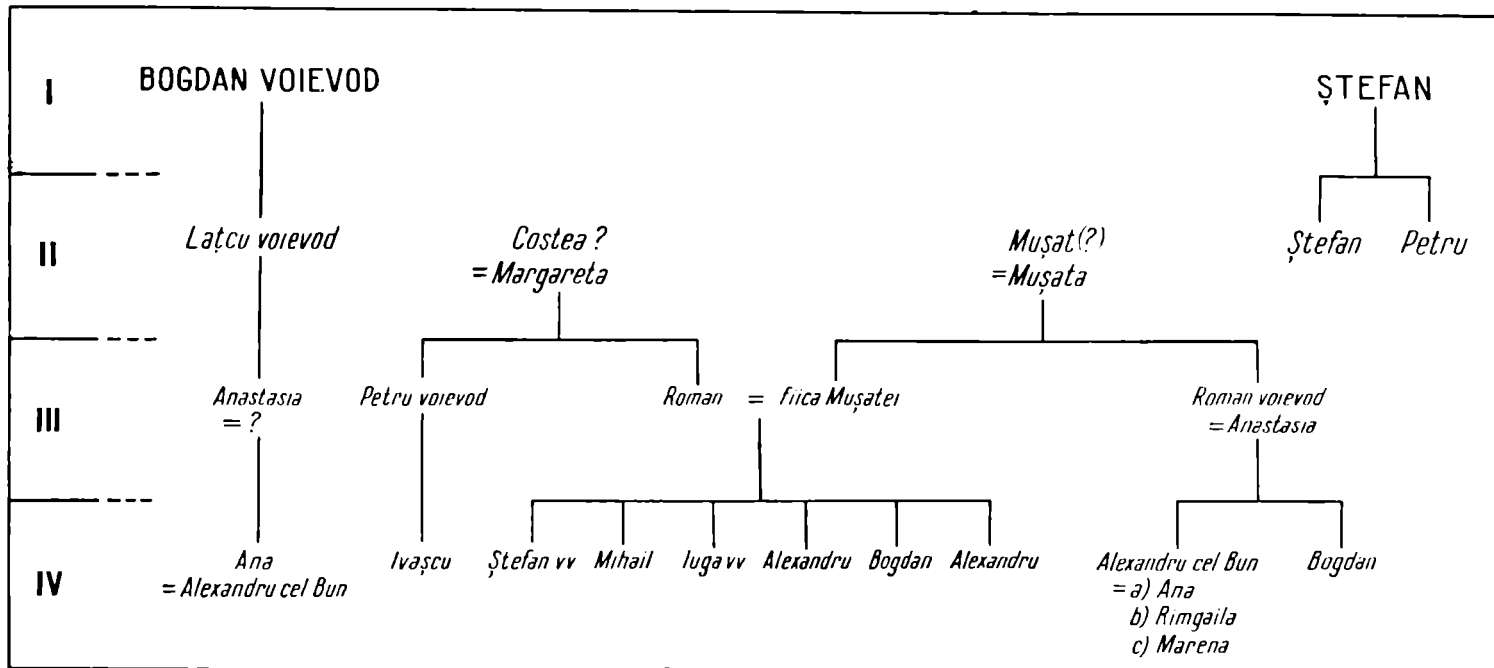 I
BOGDAN VOIEVOD
ȘTEFAN
II
Lațcu voievod
Costea ?
= Margareta
Mușat(?)
= Mușata
Ștefan
Petru
III
Anastasia
= ?
Petru voievod
Roman = fiica Mușatei
Roman voievod
= Anastasia
IV
Ana
= Alexandru cel Bun
Ivașcu
Ștefan vv
Mihail
Iuga vv
Alexandru
Bogdan
Alexandru
Alexandru cel Bun
= a) Ana
b) Rimgaila
c) Marena
Bogdan